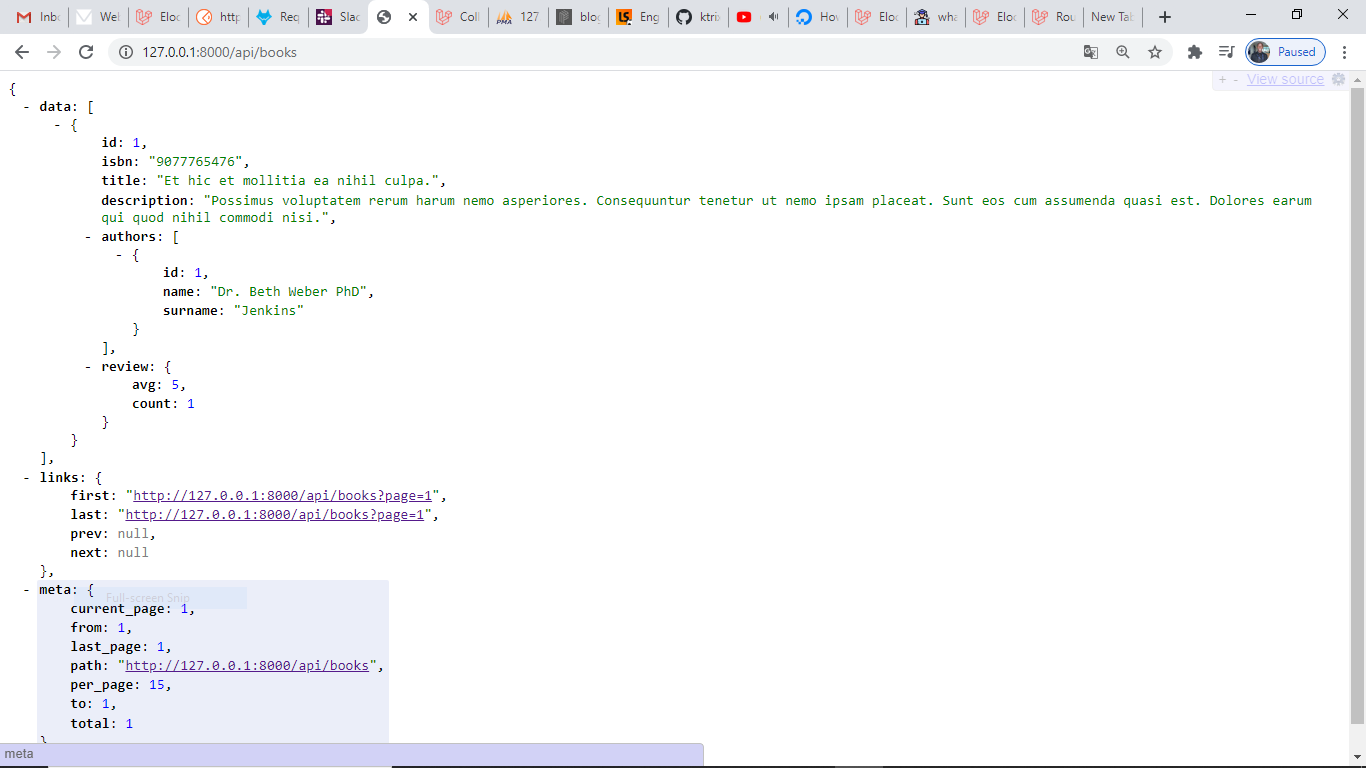 Inbo
Wel
Eloc
http
Req
Slac
Coll
127
blog
Eng
ktrix
Hov
Eloc
wha
Eloc
Rou
New Tab
127.0.0.1:8000/api/books
Paused
+ - View source
{
- data: [
- {
id: 1,
isbn: "9077765476",
title: "Et hic et mollitia ea nihil culpa.",
description: "Possimus voluptatem rerum harum nemo asperiores. Consequuntur tenetur ut nemo ipsam placeat. Sunt eos cum assumenda quasi est. Dolores earum
qui quod nihil commodi nisi.",
- authors: [
- {
id: 1,
name: "Dr. Beth Weber PhD",
surname: "Jenkins"
}
],
- review: {
avg: 5,
count: 1
}
}
],
- links: {
first: "http://127.0.0.1:8000/api/books?page=1",
last: "http://127.0.0.1:8000/api/books?page=1",
prev: null,
next: null
},
- meta: {
Full-screen Snip
current_page: 1,
from: 1,
last_page: 1,
path: "http://127.0.0.1:8000/api/books",
per_page: 15,
to: 1,
total: 1
}
meta